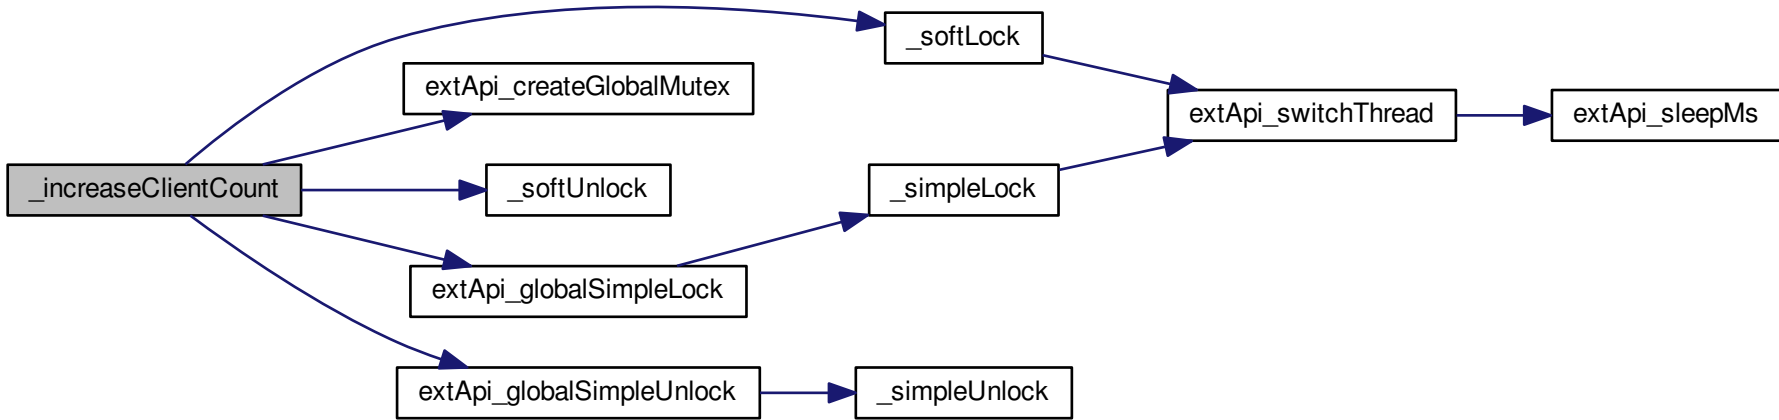 _softLock
extApi_createGlobalMutex
extApi_switchThread
extApi_sleepMs
_increaseClientCount
_softUnlock
_simpleLock
extApi_globalSimpleLock
extApi_globalSimpleUnlock
_simpleUnlock